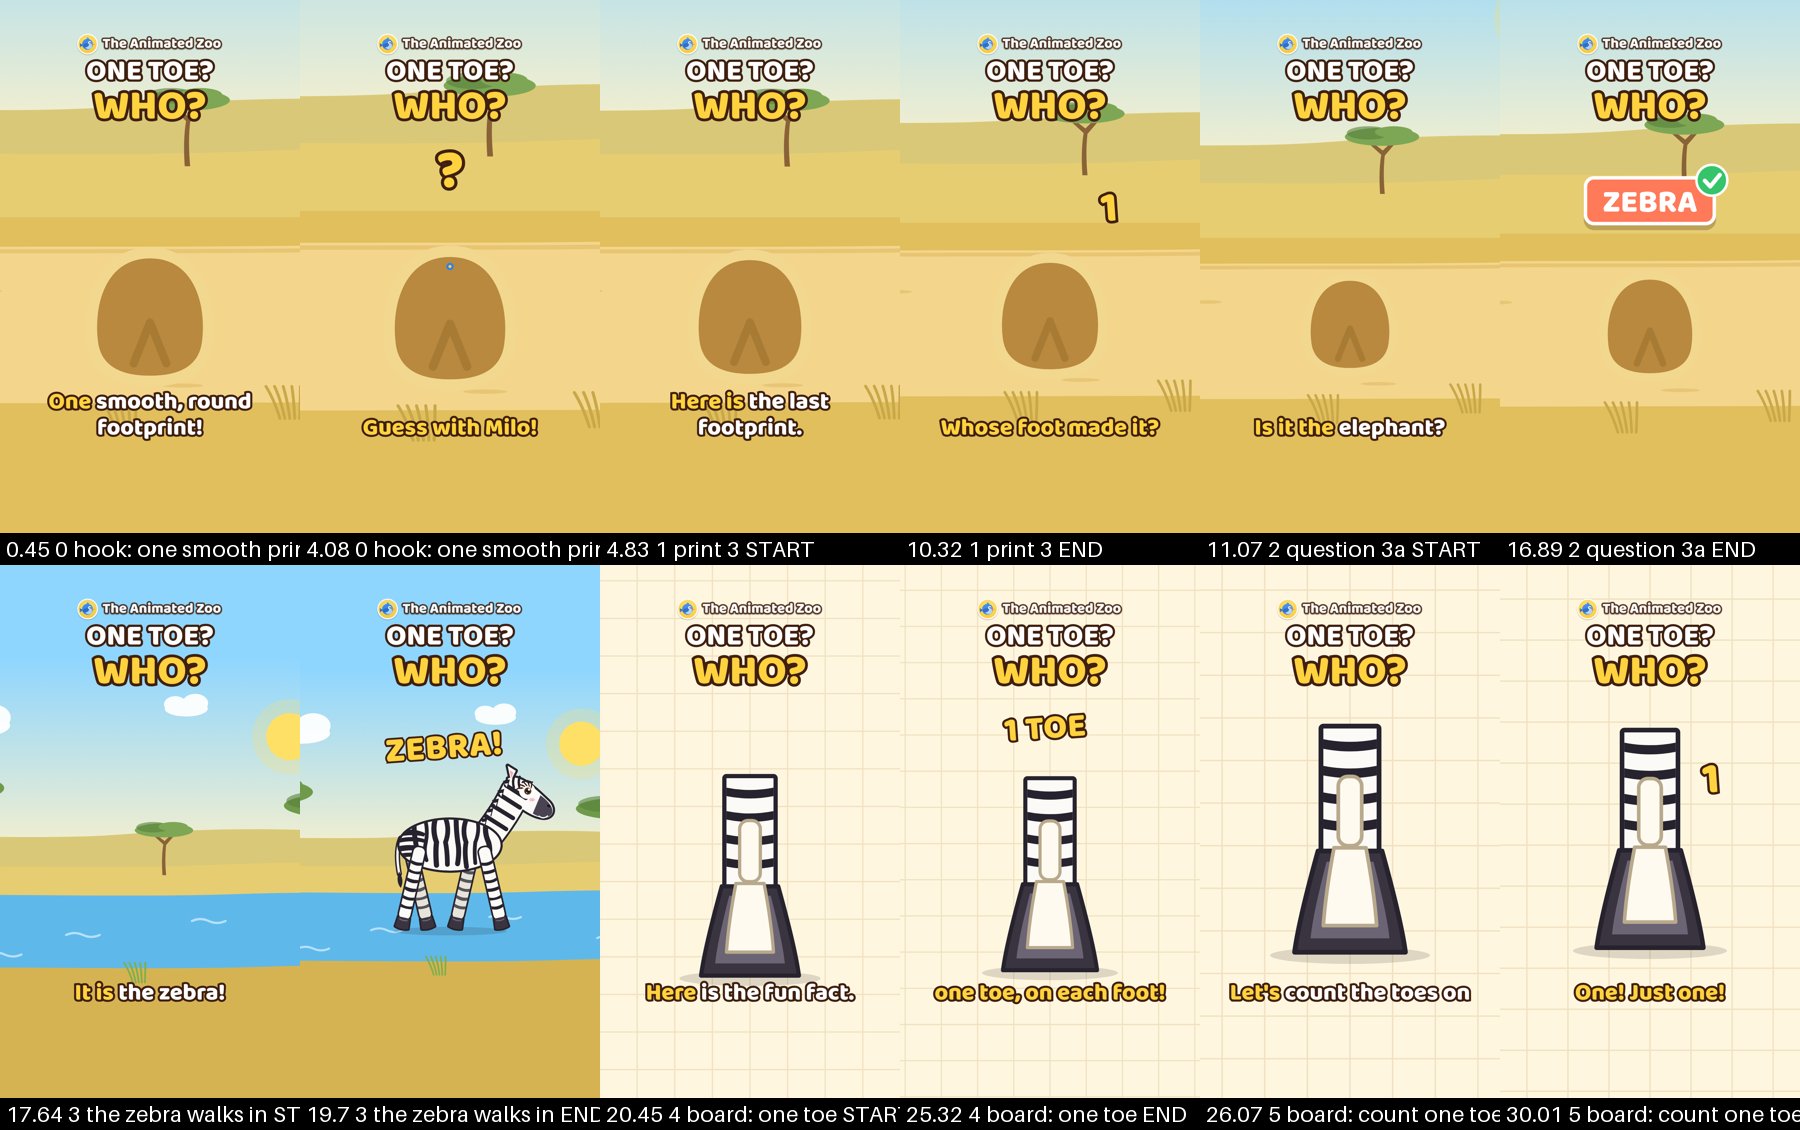 The Animated Zoo
ONE TOE?
WHO?
One smooth, round
footprint!
0.45 0 hook: one smooth prin
The Animated Zoo
ONE TOE?
WHO?
?
Guess with Milo!
4.08 0 hook: one smooth prin
The Animated Zoo
ONE TOE?
WHO?
Here is the last
footprint.
4.83 1 print 3 START
The Animated Zoo
ONE TOE?
WHO?
1
Whose foot made it?
10.32 1 print 3 END
The Animated Zoo
ONE TOE?
WHO?
Is it the elephant?
11.07 2 question 3a START
The Animated Zoo
ONE TOE?
WHO?
ZEBRA
16.89 2 question 3a END
The Animated Zoo
ONE TOE?
WHO?
It is the zebra!
17.64 3 the zebra walks in ST
The Animated Zoo
ONE TOE?
WHO?
ZEBRA!
19.7 3 the zebra walks in END
The Animated Zoo
ONE TOE?
WHO?
Here is the fun fact.
20.45 4 board: one toe STAR
The Animated Zoo
ONE TOE?
WHO?
1 TOE
one toe, on each foot!
25.32 4 board: one toe END
The Animated Zoo
ONE TOE?
WHO?
Let's count the toes on
26.07 5 board: count one toe
The Animated Zoo
ONE TOE?
WHO?
1
One! Just one!
30.01 5 board: count one toe